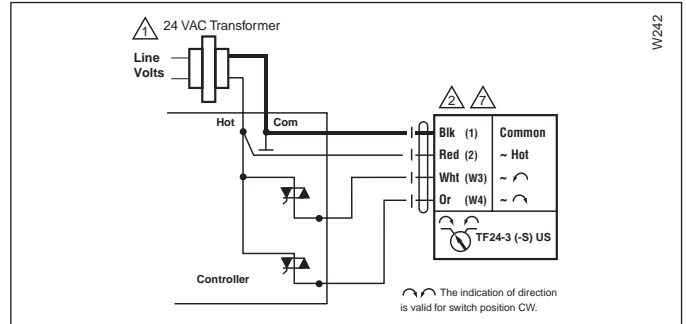 W242
1 24 VAC Transformer
Line
Volts
Hot Com
2 7
Blk (1) Common
Red (2) ~ Hot
Wht (W3) ~
Or (W4) ~
TF24-3 (-S) US
Controller
The indication of direction
is valid for switch position CW.